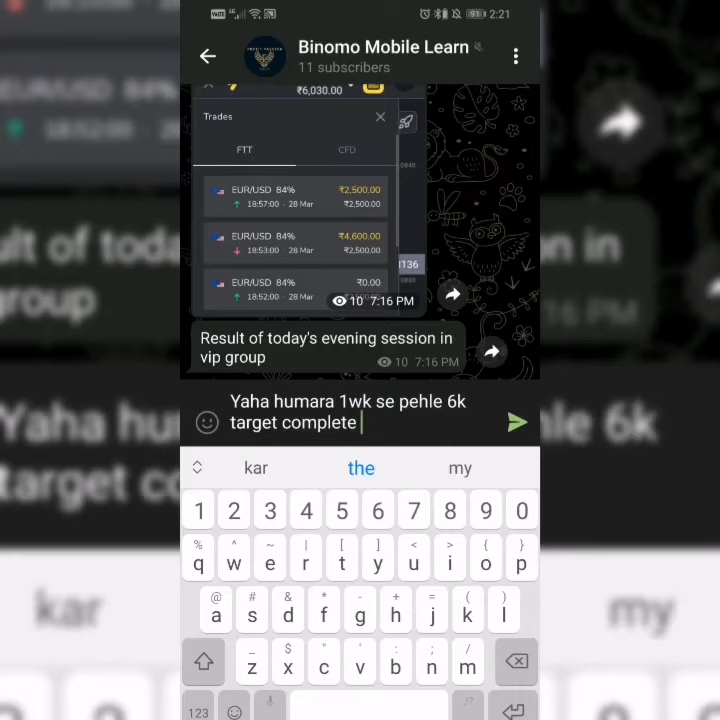 2:21
Binomo Mobile Learn
11 subscribers
₹6,030.00
Trades
FTT CFD
EUR/USD 84% ₹2,500.00
18:57:00 · 28 Mar ₹2,500.00
EUR/USD 84% ₹4,600.00
18:53:00 · 28 Mar ₹2,500.00
EUR/USD 84% ₹0.00
18:52:00 · 28 Mar
10 7:16 PM
Result of today's evening session in
vip group
10 7:16 PM
Yaha humara 1wk se pehle 6k
target complete
kar the my
1 2 3 4 5 6 7 8 9 0
% ^ ~ | [ ] < > { }
q w e r t y u i o p
@ # & * - + = ( )
a s d f g h j k l
_ $ " ' : ; /
z x c v b n m
123 !?